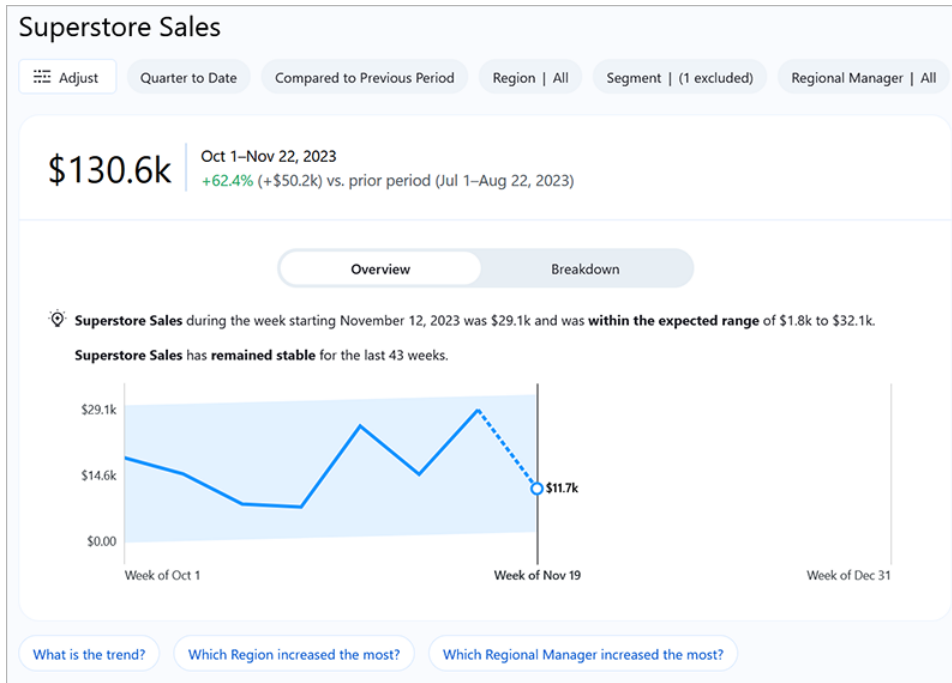 Superstore Sales
Adjust
Quarter to Date
Compared to Previous Period
Region | All
Segment | (1 excluded)
Regional Manager | All
$130.6k
Oct 1–Nov 22, 2023
+62.4% (+$50.2k) vs. prior period (Jul 1–Aug 22, 2023)
Overview
Breakdown
Superstore Sales during the week starting November 12, 2023 was $29.1k and was within the expected range of $1.8k to $32.1k.
Superstore Sales has remained stable for the last 43 weeks.
$29.1k
$14.6k
$0.00
$11.7k
Week of Oct 1
Week of Nov 19
Week of Dec 31
What is the trend?
Which Region increased the most?
Which Regional Manager increased the most?